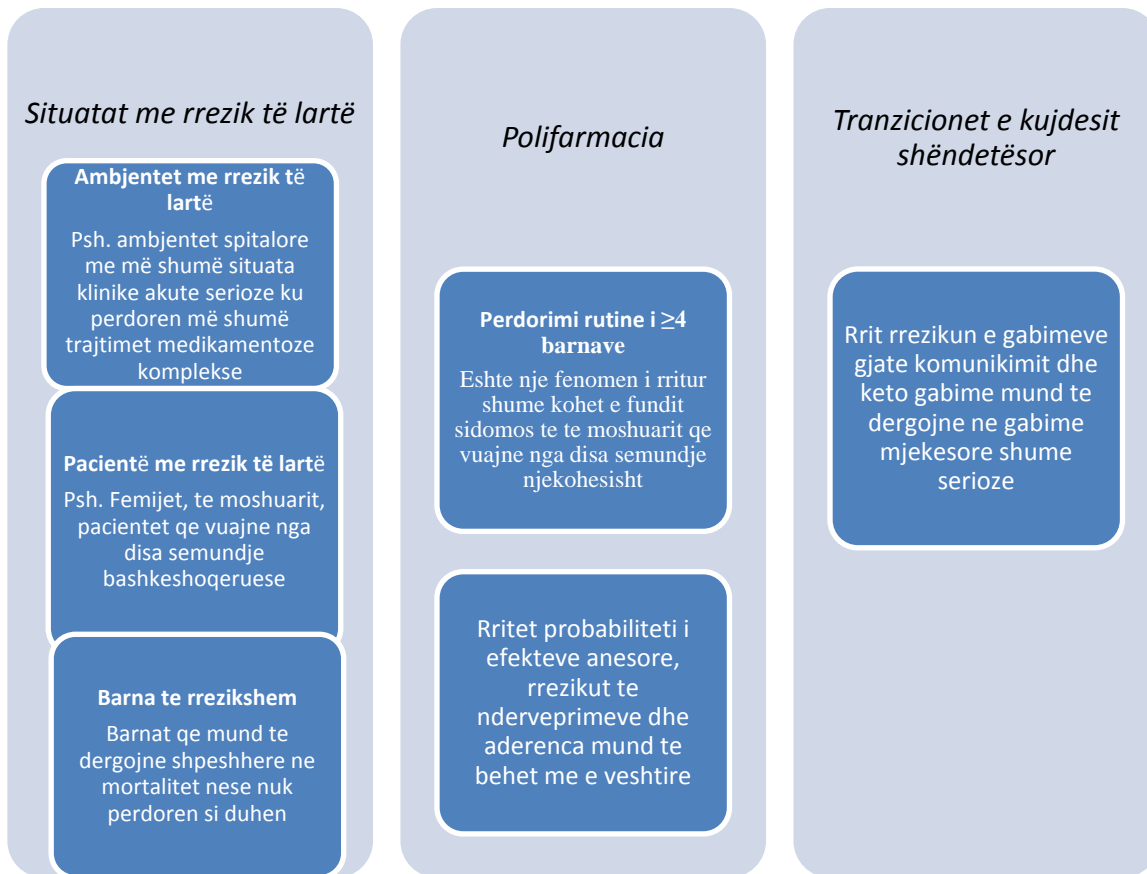 Situatat me rrezik të lartë
Ambjentet me rrezik të
lartë
Psh. ambjentet spitalore
me më shumë situata
klinike akute serioze ku
perdoren më shumë
trajtimet medikamentoze
komplekse
Pacientë me rrezik të lartë
Psh. Femijet, te moshuarit,
pacientet qe vuajne nga
disa semundje
bashkeshoqeruese
Barna te rrezikshem
Barnat qe mund te
dergojne shpeshhere ne
mortalitet nese nuk
perdoren si duhen
Polifarmacia
Perdorimi rutine i ≥4
barnave
Eshte nje fenomen i rritur
shume kohet e fundit
sidomos te te moshuarit qe
vuajne nga disa semundje
njekohesisht
Rritet probabiliteti i
efekteve anesore,
rrezikut te
nderveprimeve dhe
aderenca mund te
behet me e veshtire
Tranzicionet e kujdesit
shëndetësor
Rrit rrezikun e gabimeve
gjate komunikimit dhe
keto gabime mund te
dergojne ne gabime
mjekesore shume
serioze